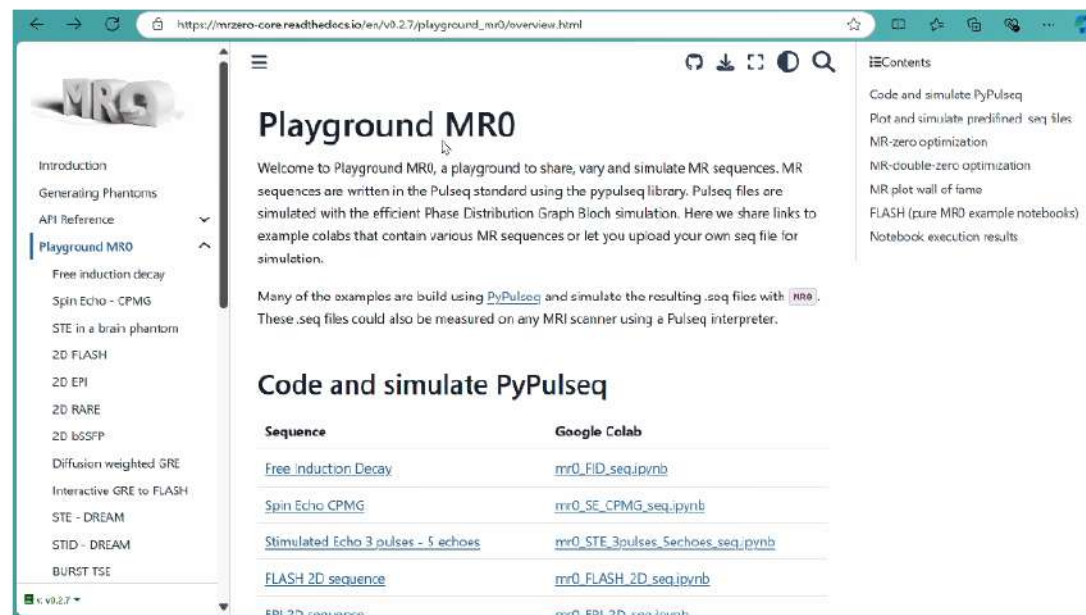 https://mrzero-core.readthedocs.io/en/v0.2.7/playground_mr0/overview.html
MR0
Introduction
Generating Phantoms
API Reference
Playground MR0
Free induction decay
Spin Echo - CPMG
STE in a brain phantom
2D FLASH
2D EPI
2D RARE
2D bSSFP
Diffusion weighted GRE
Interactive GRE to FLASH
STE - DREAM
STID - DREAM
BURST TSE
v: v0.2.7
Playground MR0
Welcome to Playground MR0, a playground to share, vary and simulate MR sequences. MR
sequences are written in the Pulseq standard using the pypulseq library. Pulseq files are
simulated with the efficient Phase Distribution Graph Bloch simulation. Here we share links to
example colabs that contain various MR sequences or let you upload your own seq file for
simulation.
Many of the examples are build using PyPulseq and simulate the resulting .seq files with MR0 .
These .seq files could also be measured on any MRI scanner using a Pulseq interpreter.
Code and simulate PyPulseq
Sequence Google Colab
Free Induction Decay mr0_FID_seq.ipynb
Spin Echo CPMG mr0_SE_CPMG_seq.ipynb
Stimulated Echo 3 pulses - 5 echoes mr0_STE_3pulses_5echoes_seq.ipynb
FLASH 2D sequence mr0_FLASH_2D_seq.ipynb
EPI 2D sequence mr0_EPI_2D_seq.ipynb
Contents
Code and simulate PyPulseq
Plot and simulate predifined .seq files
MR-zero optimization
MR-double-zero optimization
MR plot wall of fame
FLASH (pure MR0 example notebooks)
Notebook execution results